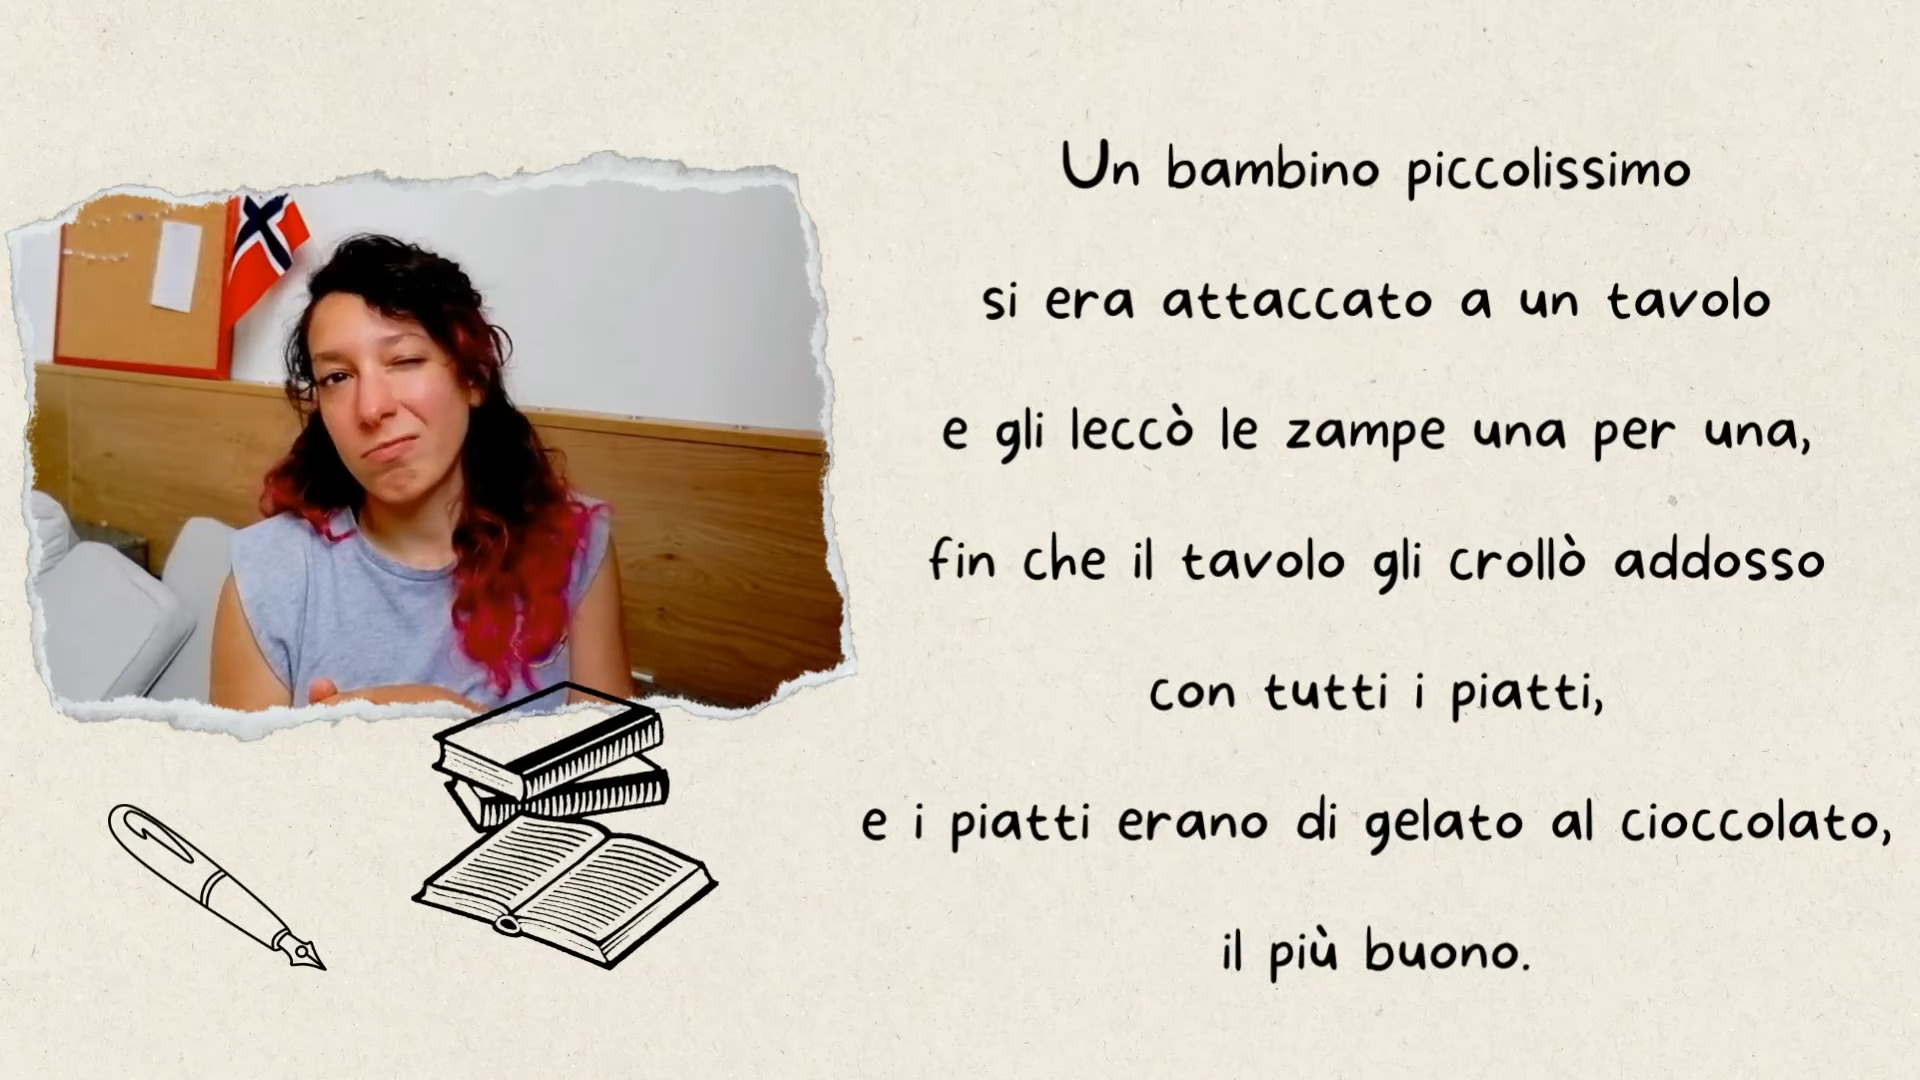 Un bambino piccolissimo
si era attaccato a un tavolo
e gli leccò le zampe una per una,
fin che il tavolo gli crollò addosso
con tutti i piatti,
e i piatti erano di gelato al cioccolato,
il più buono.